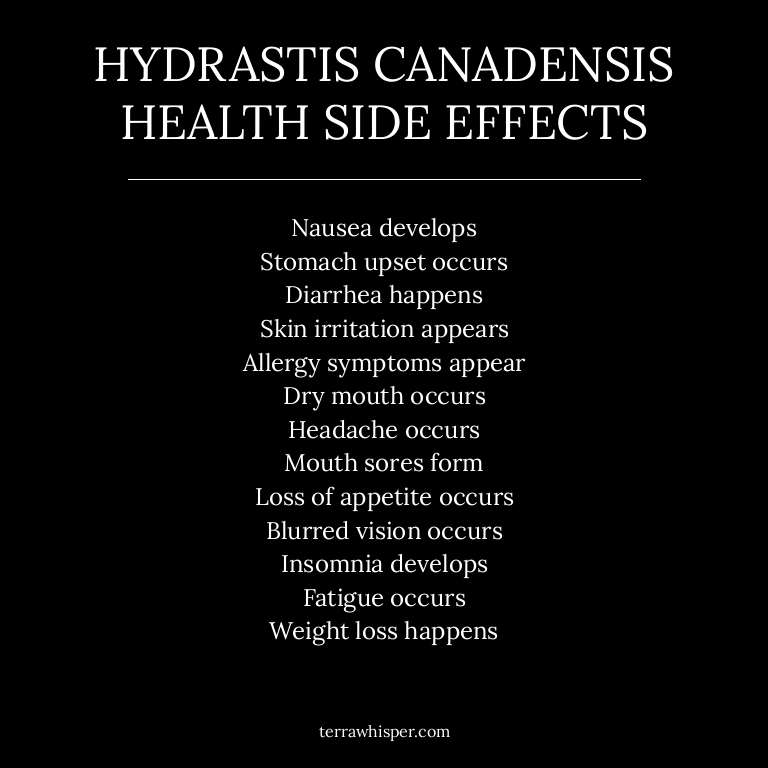 HYDRASTIS CANADENSIS
HEALTH SIDE EFFECTS
Nausea develops
Stomach upset occurs
Diarrhea happens
Skin irritation appears
Allergy symptoms appear
Dry mouth occurs
Headache occurs
Mouth sores form
Loss of appetite occurs
Blurred vision occurs
Insomnia develops
Fatigue occurs
Weight loss happens
terrawhisper.com